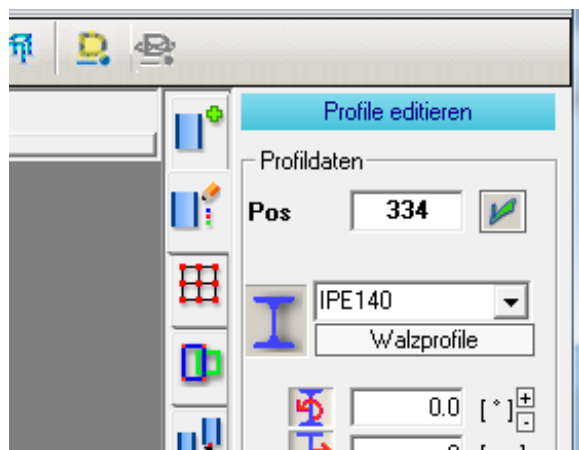 Profile editieren
Profildaten
Pos 334
IPE140
Walzprofile
0.0 [°] + -